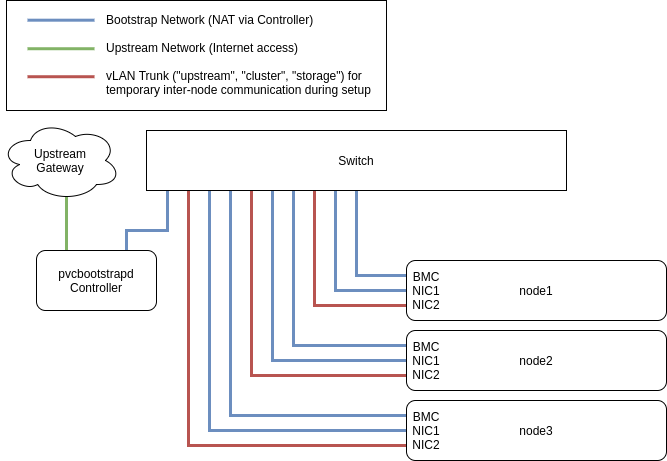 Bootstrap Network (NAT via Controller)
Upstream Network (Internet access)
vLAN Trunk ("upstream", "cluster", "storage") for
temporary inter-node communication during setup
Upstream
Gateway
Switch
pvcbootstrapd
Controller
BMC
NIC1
node1
NIC2
BMC
NIC1
node2
NIC2
BMC
NIC1
node3
NIC2